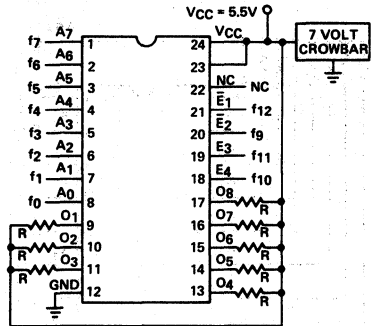 VCC = 5.5V
7 VOLT
CROWBAR
f7 A7 1
f6 A6 2
f5 A5 3
f4 A4 4
f3 A3 5
f2 A2 6
f1 A1 7
f0 A0 8
O1 9
R O2 10
R O3 11
R
GND 12
24 VCC
23
22 NC NC
21 E̅1 f12
20 E̅2 f9
19 E3 f11
18 E4 f10
17 O8 R
16 O7 R
15 O6 R
14 O5 R
13 O4 R